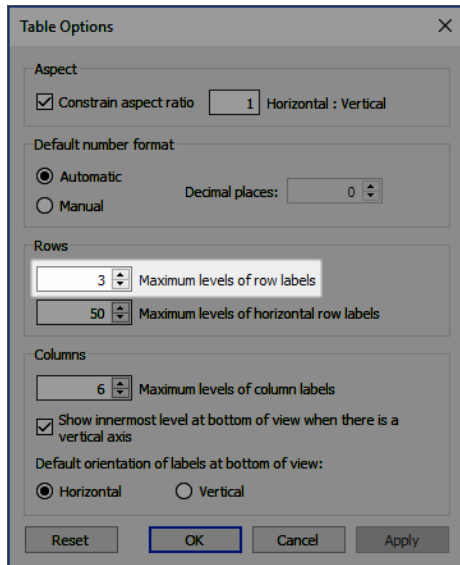 Table Options
Aspect
Constrain aspect ratio 1 Horizontal : Vertical
Default number format
Automatic
Decimal places: 0
Manual
Rows
3 Maximum levels of row labels
50 Maximum levels of horizontal row labels
Columns
6 Maximum levels of column labels
Show innermost level at bottom of view when there is a
vertical axis
Default orientation of labels at bottom of view:
Horizontal Vertical
Reset OK Cancel Apply